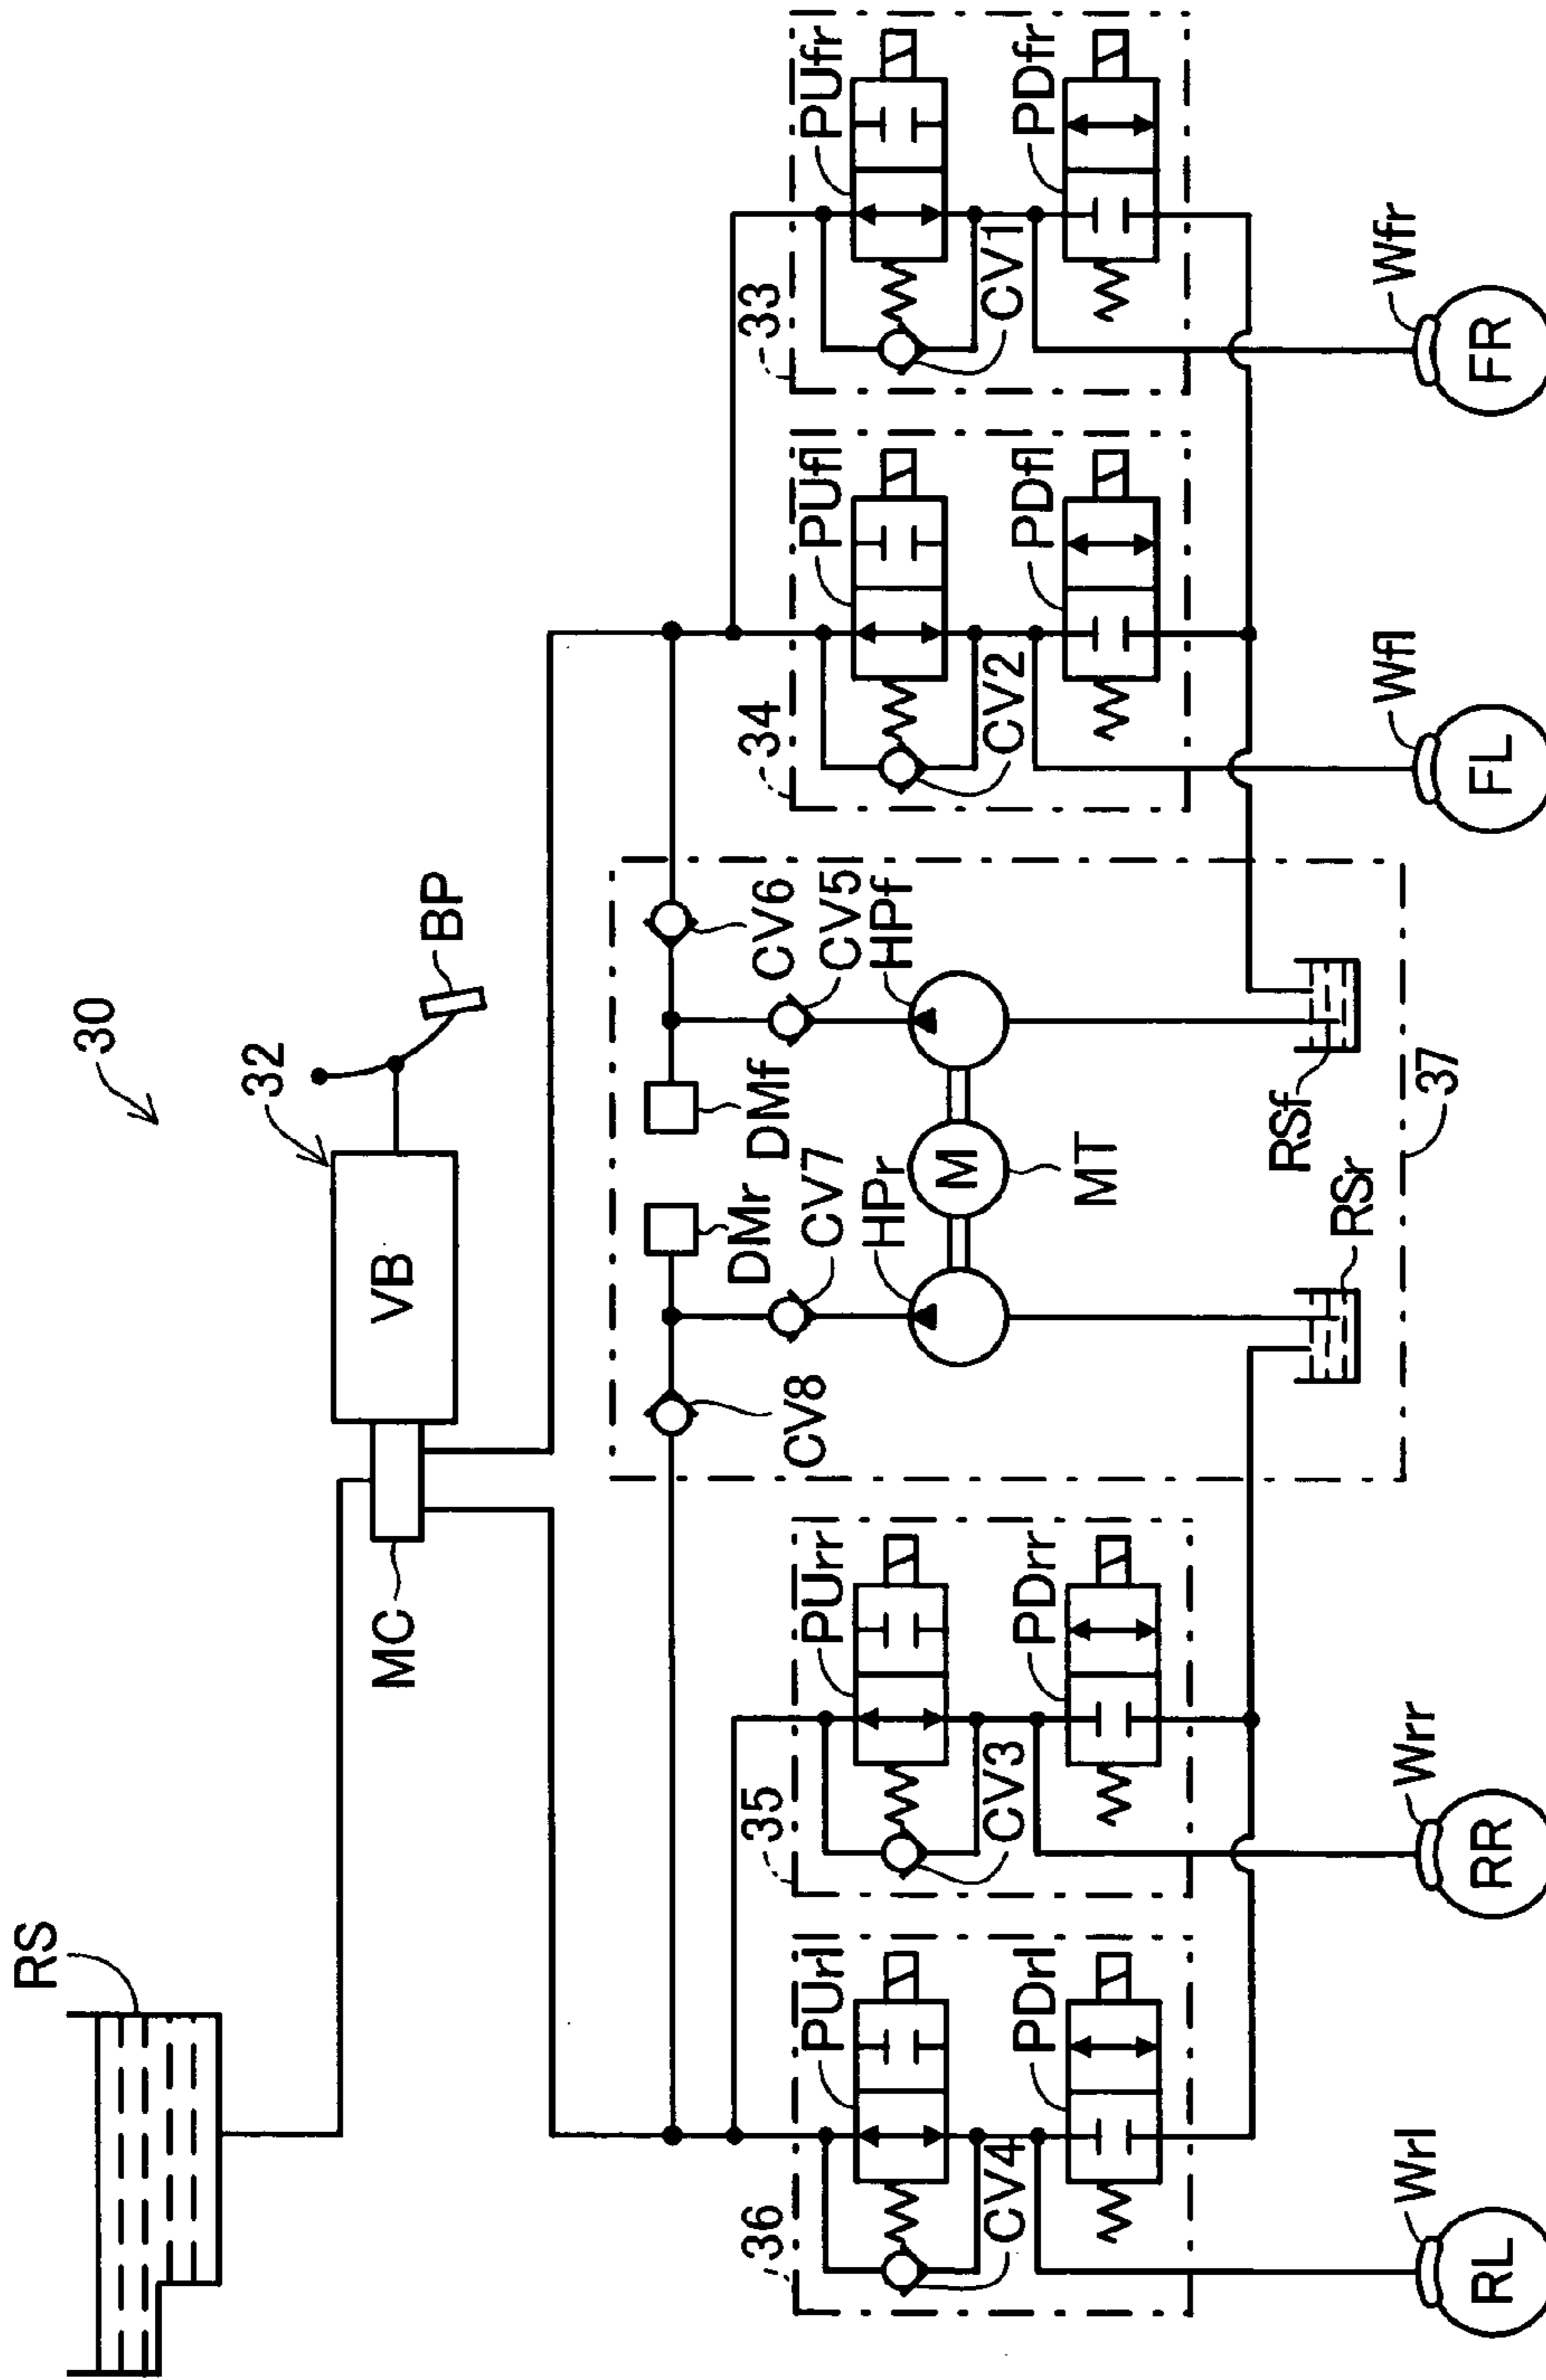 30
RS
32
BP
VB
MC
CV6
CV5
HPf
DMf
DMr
CV7
HPr
CV8
MT
M
RSf
RSr
37
36
PUrl
CV4
PDrl
35
PUrr
CV3
PDrr
34
PUfl
CV2
PDfl
33
PUfr
CV1
PDfr
Wrl
RL
Wrr
RR
Wfl
FL
Wfr
FR